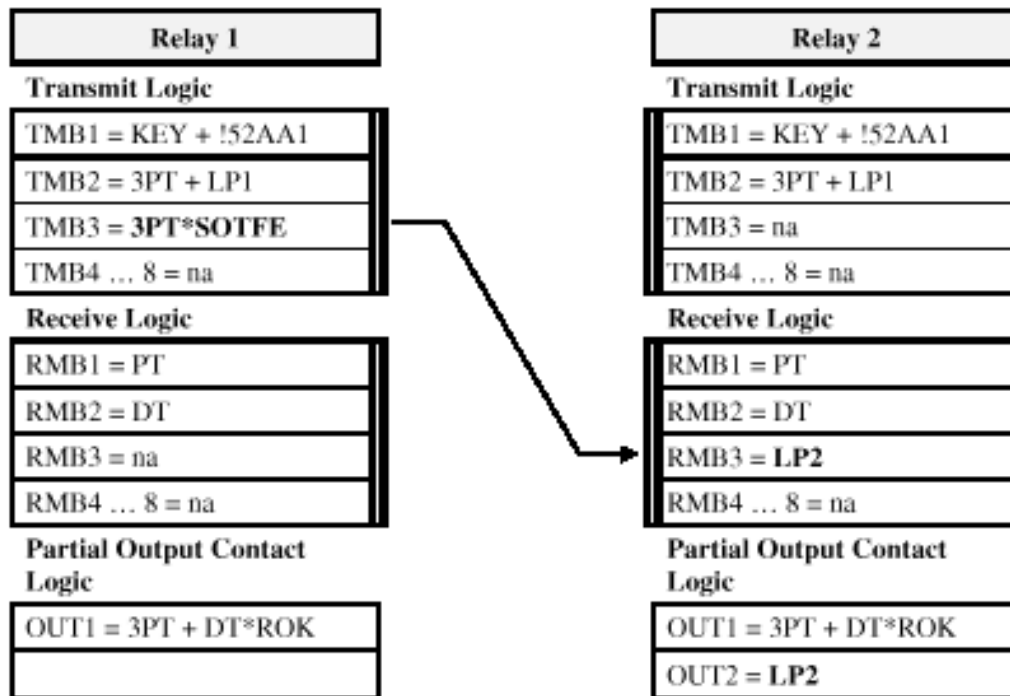 Relay 1
Transmit Logic
TMB1 = KEY + !52AA1
TMB2 = 3PT + LP1
TMB3 = 3PT*SOTFE
TMB4 … 8 = na
Receive Logic
RMB1 = PT
RMB2 = DT
RMB3 = na
RMB4 … 8 = na
Partial Output Contact
Logic
OUT1 = 3PT + DT*ROK
Relay 2
Transmit Logic
TMB1 = KEY + !52AA1
TMB2 = 3PT + LP1
TMB3 = na
TMB4 … 8 = na
Receive Logic
RMB1 = PT
RMB2 = DT
RMB3 = LP2
RMB4 … 8 = na
Partial Output Contact
Logic
OUT1 = 3PT + DT*ROK
OUT2 = LP2